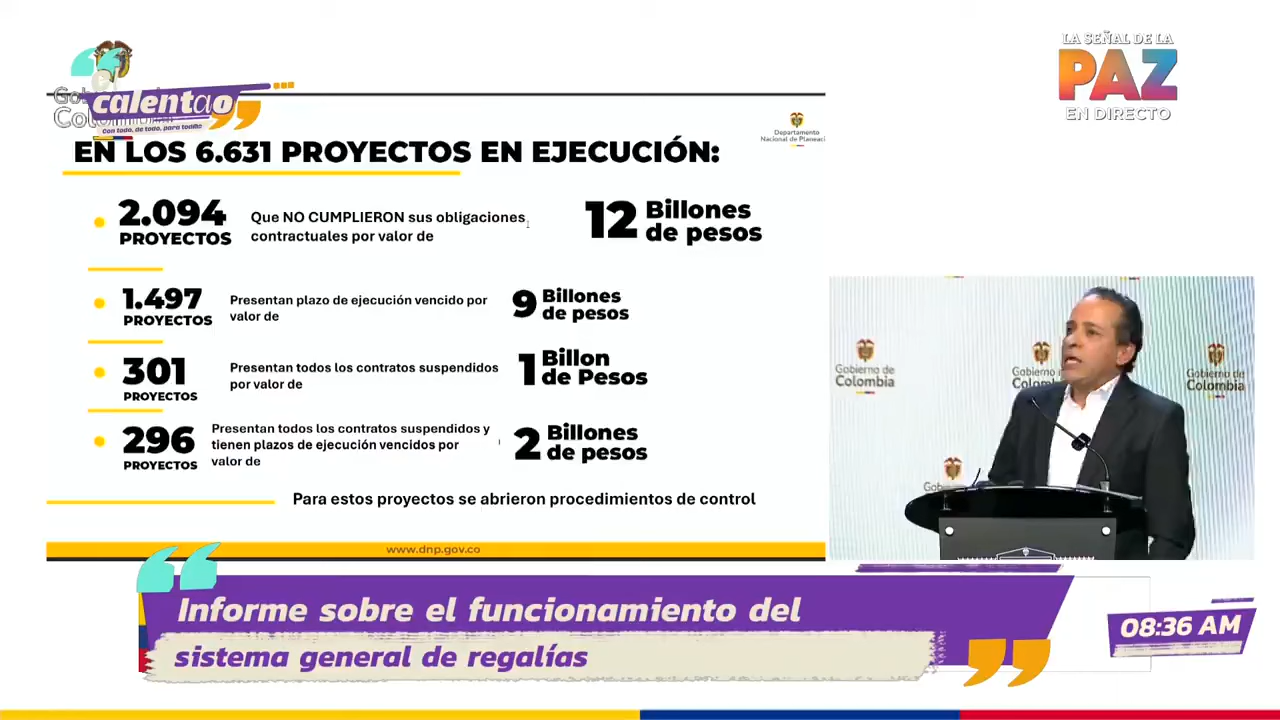 LA SEÑAL DE LA
PAZ
EN DIRECTO
calentao
Con todo, de todo, para todos
Departamento
Nacional de Planeaci
EN LOS 6.631 PROYECTOS EN EJECUCIÓN:
2.094
PROYECTOS
Que NO CUMPLIERON sus obligaciones
contractuales por valor de
12 Billones
de pesos
1.497
PROYECTOS
Presentan plazo de ejecución vencido por
valor de
9 Billones
de pesos
301
PROYECTOS
Presentan todos los contratos suspendidos
por valor de
1 Billon
de Pesos
296
PROYECTOS
Presentan todos los contratos suspendidos y
tienen plazos de ejecución vencidos por
valor de
2 Billones
de pesos
Para estos proyectos se abrieron procedimientos de control
www.dnp.gov.co
Gobierno de
Colombia
Gobierno
Colom
Gobierno de
Colombia
Informe sobre el funcionamiento del
sistema general de regalías
08:36 AM